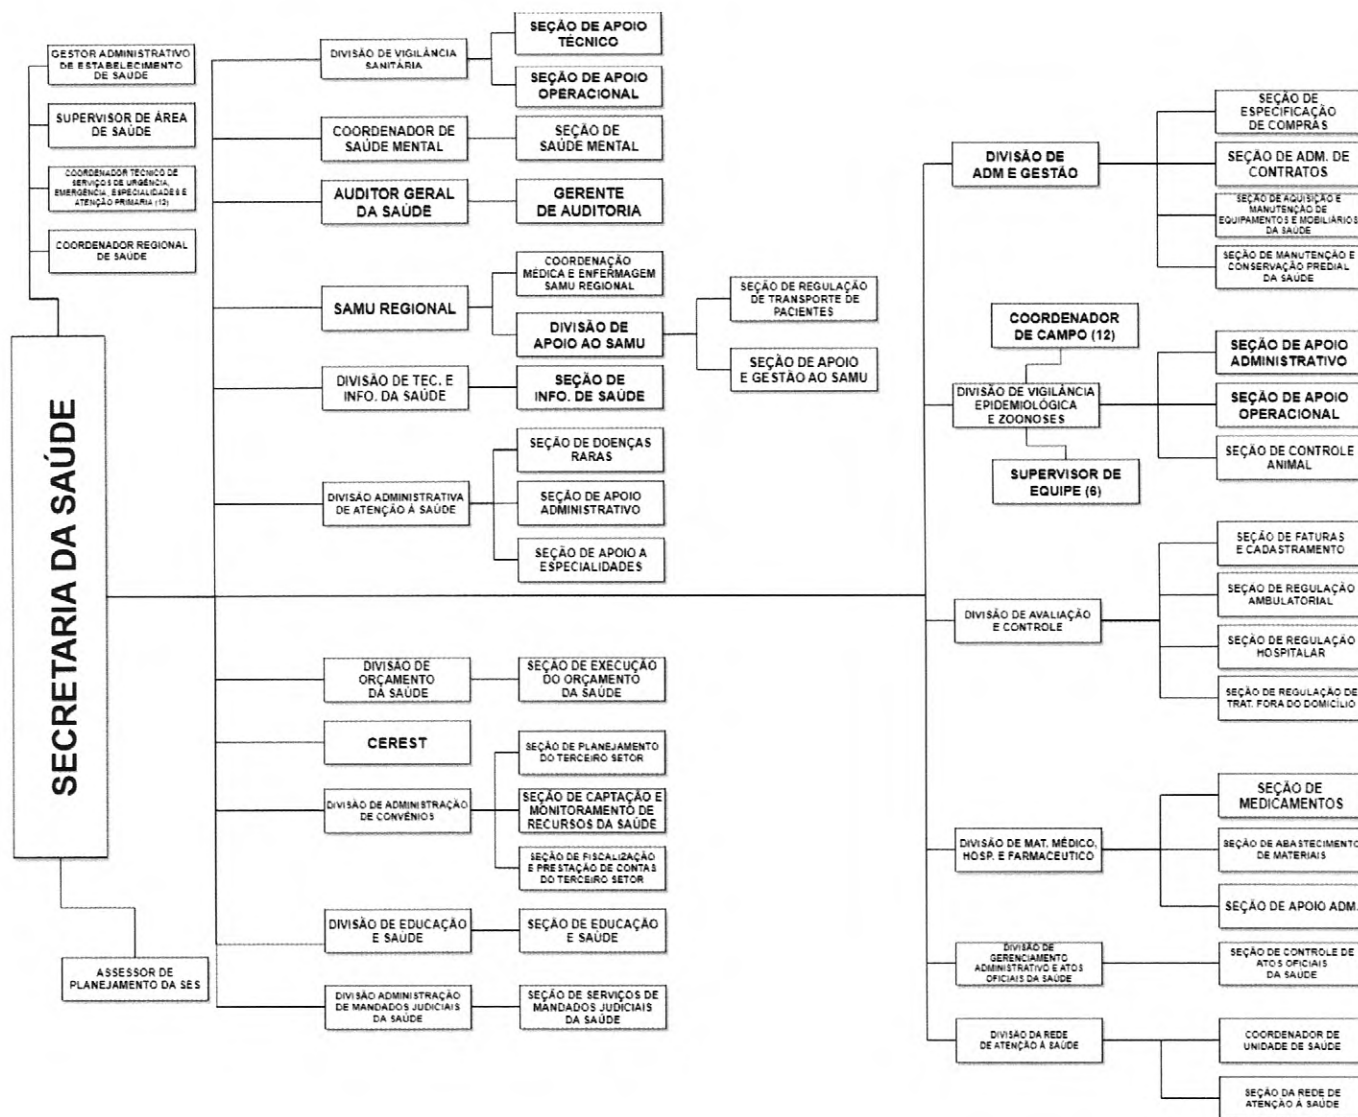 GESTOR ADMINISTRATIVO
DE ESTABELECIMENTO
DE SAÚDE
SUPERVISOR DE ÁREA
DE SAÚDE
COORDENADOR TÉCNICO DE
SERVIÇOS DE URGÊNCIA,
EMERGÊNCIA, ESPECIALIDADES E
ATENÇÃO PRIMARIA (12)
COORDENADOR REGIONAL
DE SAÚDE
SECRETARIA DA SAÚDE
ASSESSOR DE
PLANEJAMENTO DA SES
DIVISÃO DE VIGILÂNCIA
SANITÁRIA
SEÇÃO DE APOIO
TÉCNICO
SEÇÃO DE APOIO
OPERACIONAL
COORDENADOR DE
SAÚDE MENTAL
SEÇÃO DE
SAÚDE MENTAL
AUDITOR GERAL
DA SAÚDE
GERENTE
DE AUDITORIA
SAMU REGIONAL
COORDENAÇÃO
MÉDICA E ENFERMAGEM
SAMU REGIONAL
DIVISÃO DE
APOIO AO SAMU
SEÇÃO DE REGULAÇÃO
DE TRANSPORTE DE
PACIENTES
SEÇÃO DE APOIO
E GESTÃO AO SAMU
DIVISÃO DE TEC. E
INFO. DA SAÚDE
SEÇÃO DE
INFO. DE SAÚDE
DIVISÃO ADMINISTRATIVA
DE ATENÇÃO Á SAÚDE
SEÇÃO DE DOENÇAS
RARAS
SEÇÃO DE APOIO
ADMINISTRATIVO
SEÇÃO DE APOIO A
ESPECIALIDADES
DIVISÃO DE
ORÇAMENTO
DA SAÚDE
SEÇÃO DE EXECUÇÃO
DO ORÇAMENTO
DA SAÚDE
CEREST
DIVISÃO DE ADMINISTRAÇÃO
DE CONVÊNIOS
SEÇÃO DE PLANEJAMENTO
DO TERCEIRO SETOR
SEÇÃO DE CAPTAÇÃO E
MONITORAMENTO DE
RECURSOS DA SAÚDE
SEÇÃO DE FISCALIZAÇÃO
E PRESTAÇÃO DE CONTAS
DO TERCEIRO SETOR
DIVISÃO DE EDUCAÇÃO
E SAÚDE
SEÇÃO DE EDUCAÇÃO
E SAÚDE
DIVISÃO ADMINISTRAÇÃO
DE MANDADOS JUDICIAIS
DA SAÚDE
SEÇÃO DE SERVIÇOS DE
MANDADOS JUDICIAIS
DA SAÚDE
DIVISÃO DE
ADM E GESTÃO
SEÇÃO DE
ESPECIFICAÇÃO
DE COMPRAS
SEÇÃO DE ADM. DE
CONTRATOS
SEÇÃO DE AQUISIÇÃO E
MANUTENÇÃO DE
EQUIPAMENTOS E MOBILIÁRIOS
DA SAÚDE
SEÇÃO DE MANUTENÇÃO E
CONSERVAÇÃO PREDIAL
DA SAÚDE
COORDENADOR
DE CAMPO (12)
DIVISÃO DE VIGILÂNCIA
EPIDEMIOLÓGICA
E ZOONOSES
SUPERVISOR DE
EQUIPE (6)
SEÇÃO DE APOIO
ADMINISTRATIVO
SEÇÃO DE APOIO
OPERACIONAL
SEÇÃO DE CONTROLE
ANIMAL
DIVISÃO DE AVALIAÇÃO
E CONTROLE
SEÇÃO DE FATURAS
E CADASTRAMENTO
SEÇÃO DE REGULAÇÃO
AMBULATORIAL
SEÇÃO DE REGULAÇÃO
HOSPITALAR
SEÇÃO DE REGULAÇÃO DE
TRAT. FORA DO DOMICÍLIO
DIVISÃO DE MAT. MÉDICO,
HOSP. E FARMACEUTICO
SEÇÃO DE
MEDICAMENTOS
SEÇÃO DE ABASTECIMENTO
DE MATERIAIS
SEÇÃO DE APOIO ADM.
DIVISÃO DE
GERENCIAMENTO
ADMINISTRATIVO E ATOS
OFICIAIS DA SAÚDE
SEÇÃO DE CONTROLE DE
ATOS OFICIAIS
DA SAÚDE
DIVISÃO DA REDE
DE ATENÇÃO Á SAÚDE
COORDENADOR DE
UNIDADE DE SAÚDE
SEÇÃO DA REDE DE
ATENÇÃO Á SAÚDE